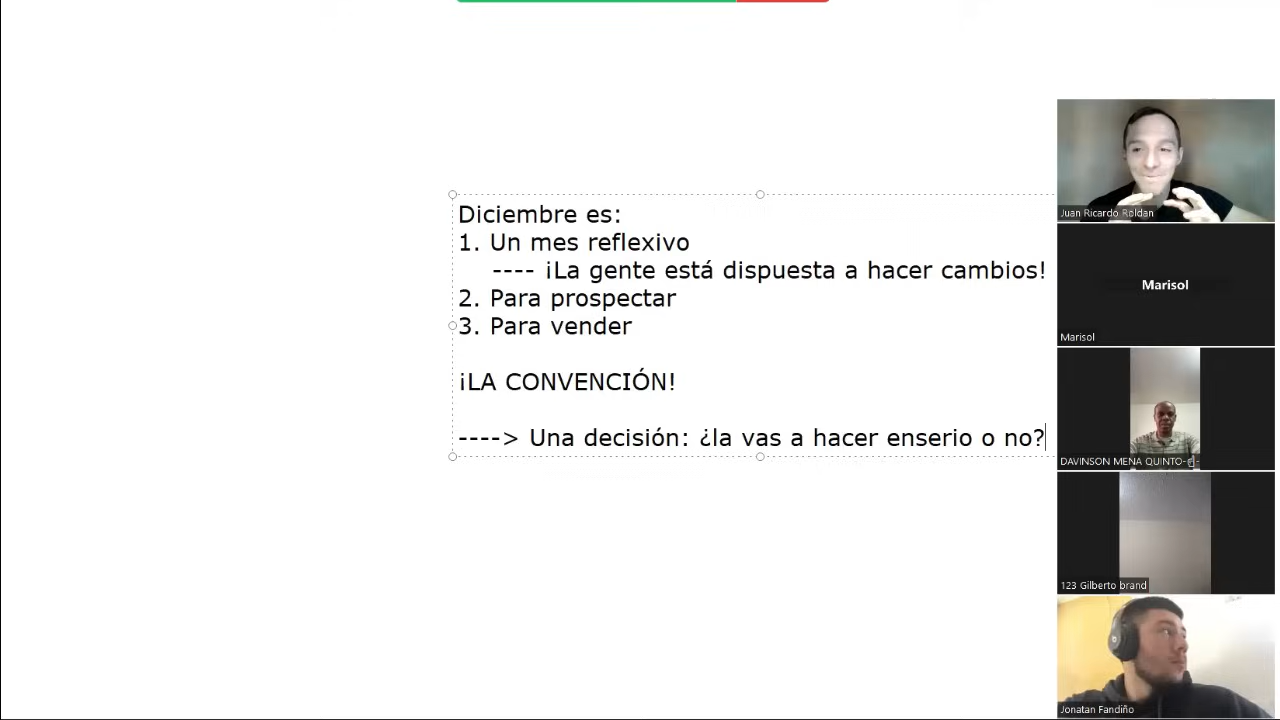 Diciembre es:
1. Un mes reflexivo
---- ¡La gente está dispuesta a hacer cambios!
2. Para prospectar
3. Para vender
¡LA CONVENCIÓN!
----> Una decisión: ¿la vas a hacer enserio o no?
Juan Ricardo Roldan
Marisol
Marisol
DAVINSON MENA QUINTO-
123 Gilberto brand
Jonatan Fandiño